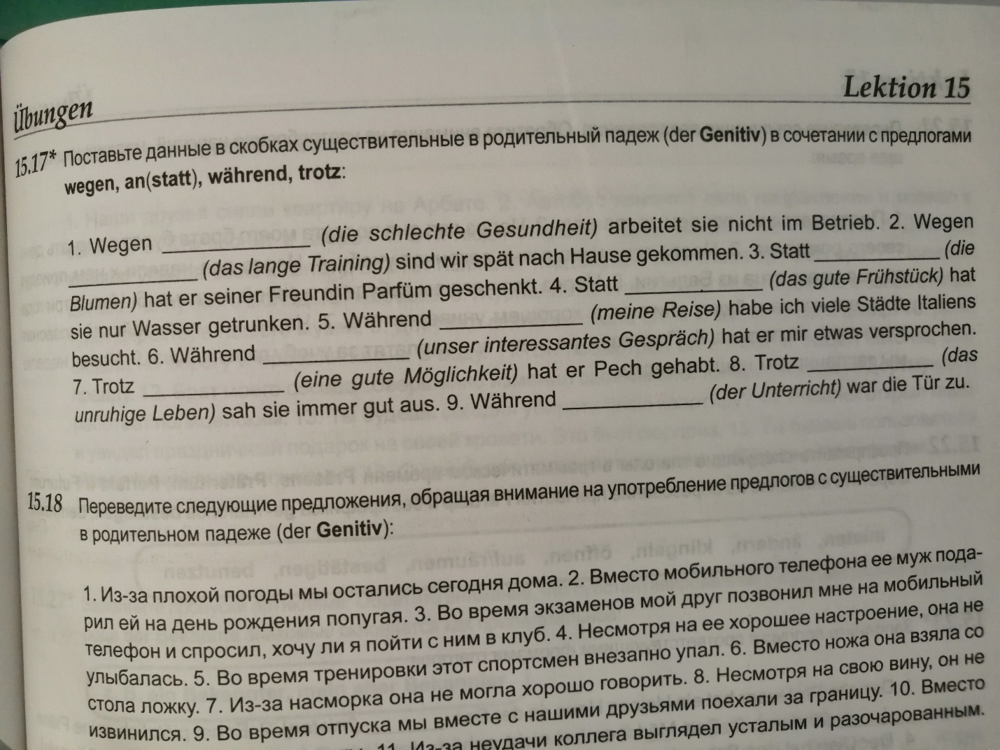 Übungen
Lektion 15
15.17* Поставьте данные в скобках существительные в родительный падеж (der Genitiv) в сочетании с предлогами
wegen, an(statt), während, trotz:
1. Wegen ______________ (die schlechte Gesundheit) arbeitet sie nicht im Betrieb. 2. Wegen
______________ (das lange Training) sind wir spät nach Hause gekommen. 3. Statt ______________ (die
Blumen) hat er seiner Freundin Parfüm geschenkt. 4. Statt ______________ (das gute Frühstück) hat
sie nur Wasser getrunken. 5. Während ______________ (meine Reise) habe ich viele Städte Italiens
besucht. 6. Während ______________ (unser interessantes Gespräch) hat er mir etwas versprochen.
7. Trotz ______________ (eine gute Möglichkeit) hat er Pech gehabt. 8. Trotz ______________ (das
unruhige Leben) sah sie immer gut aus. 9. Während ______________ (der Unterricht) war die Tür zu.
15.18 Переведите следующие предложения, обращая внимание на употребление предлогов с существительными
в родительном падеже (der Genitiv):
1. Из-за плохой погоды мы остались сегодня дома. 2. Вместо мобильного телефона ее муж пода-
рил ей на день рождения попугая. 3. Во время экзаменов мой друг позвонил мне на мобильный
телефон и спросил, хочу ли я пойти с ним в клуб. 4. Несмотря на ее хорошее настроение, она не
улыбалась. 5. Во время тренировки этот спортсмен внезапно упал. 6. Вместо ножа она взяла со
стола ложку. 7. Из-за насморка она не могла хорошо говорить. 8. Несмотря на свою вину, он не
извинился. 9. Во время отпуска мы вместе с нашими друзьями поехали за границу. 10. Вместо
11. Из-за неудачи коллега выглядел усталым и разочарованным.